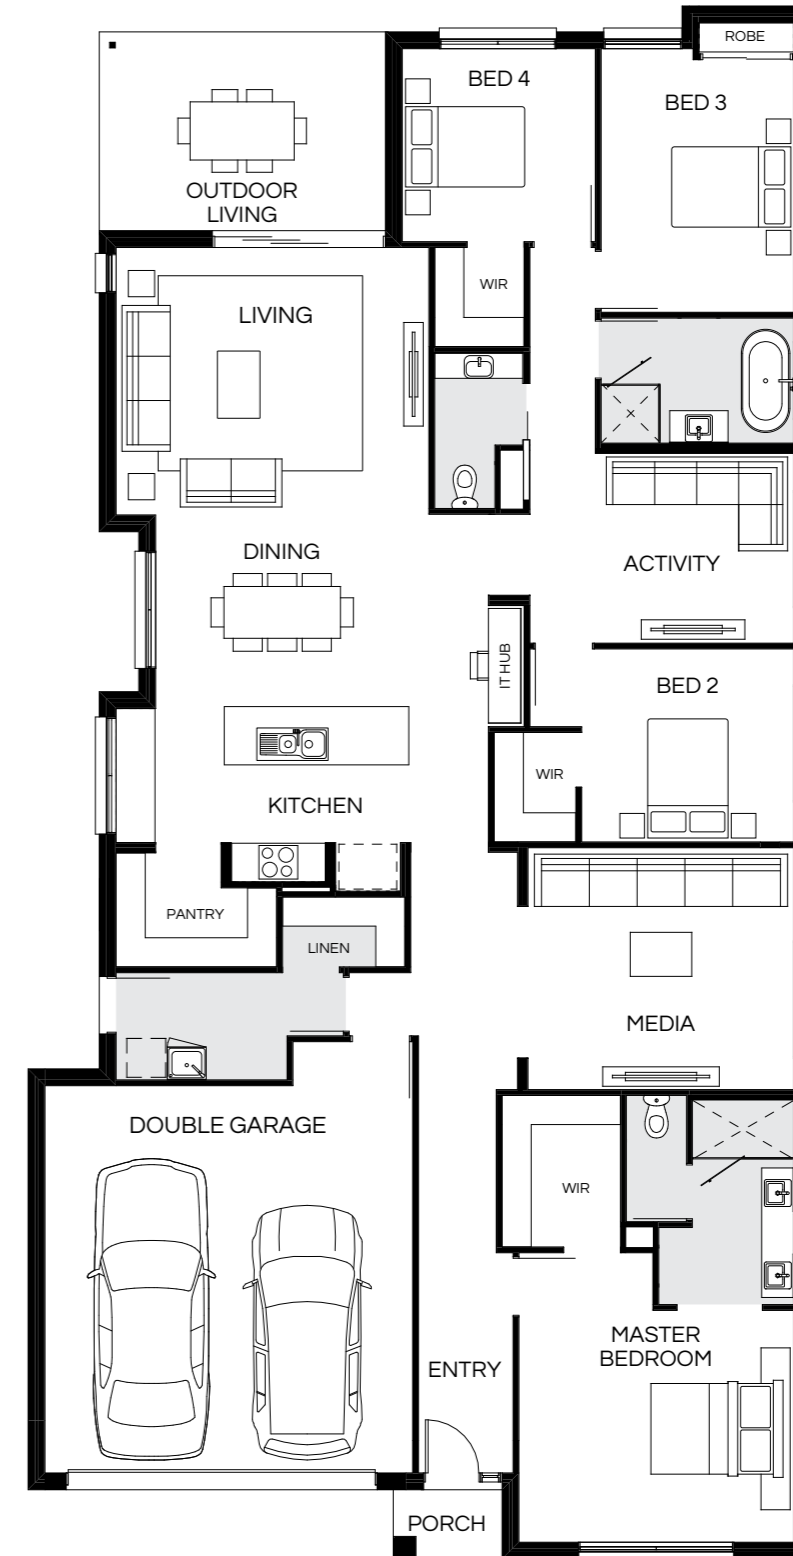 ROBE
BED 4
BED 3
OUTDOOR
LIVING
WIR
LIVING
DINING
ACTIVITY
IT HUB
BED 2
WIR
KITCHEN
PANTRY
LINEN
MEDIA
DOUBLE GARAGE
WIR
MASTER
BEDROOM
ENTRY
PORCH